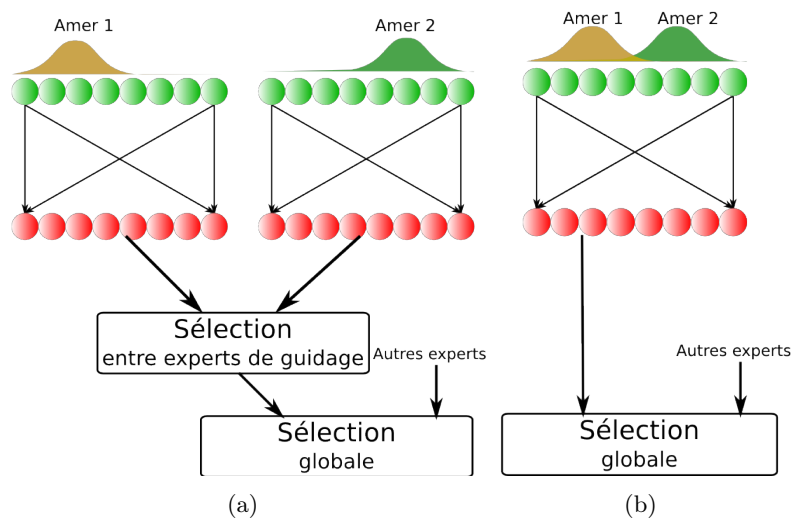 Amer 1
Amer 2
Sélection
entre experts de guidage
Autres experts
Sélection
globale
(a)
Amer 1
Amer 2
Autres experts
Sélection
globale
(b)